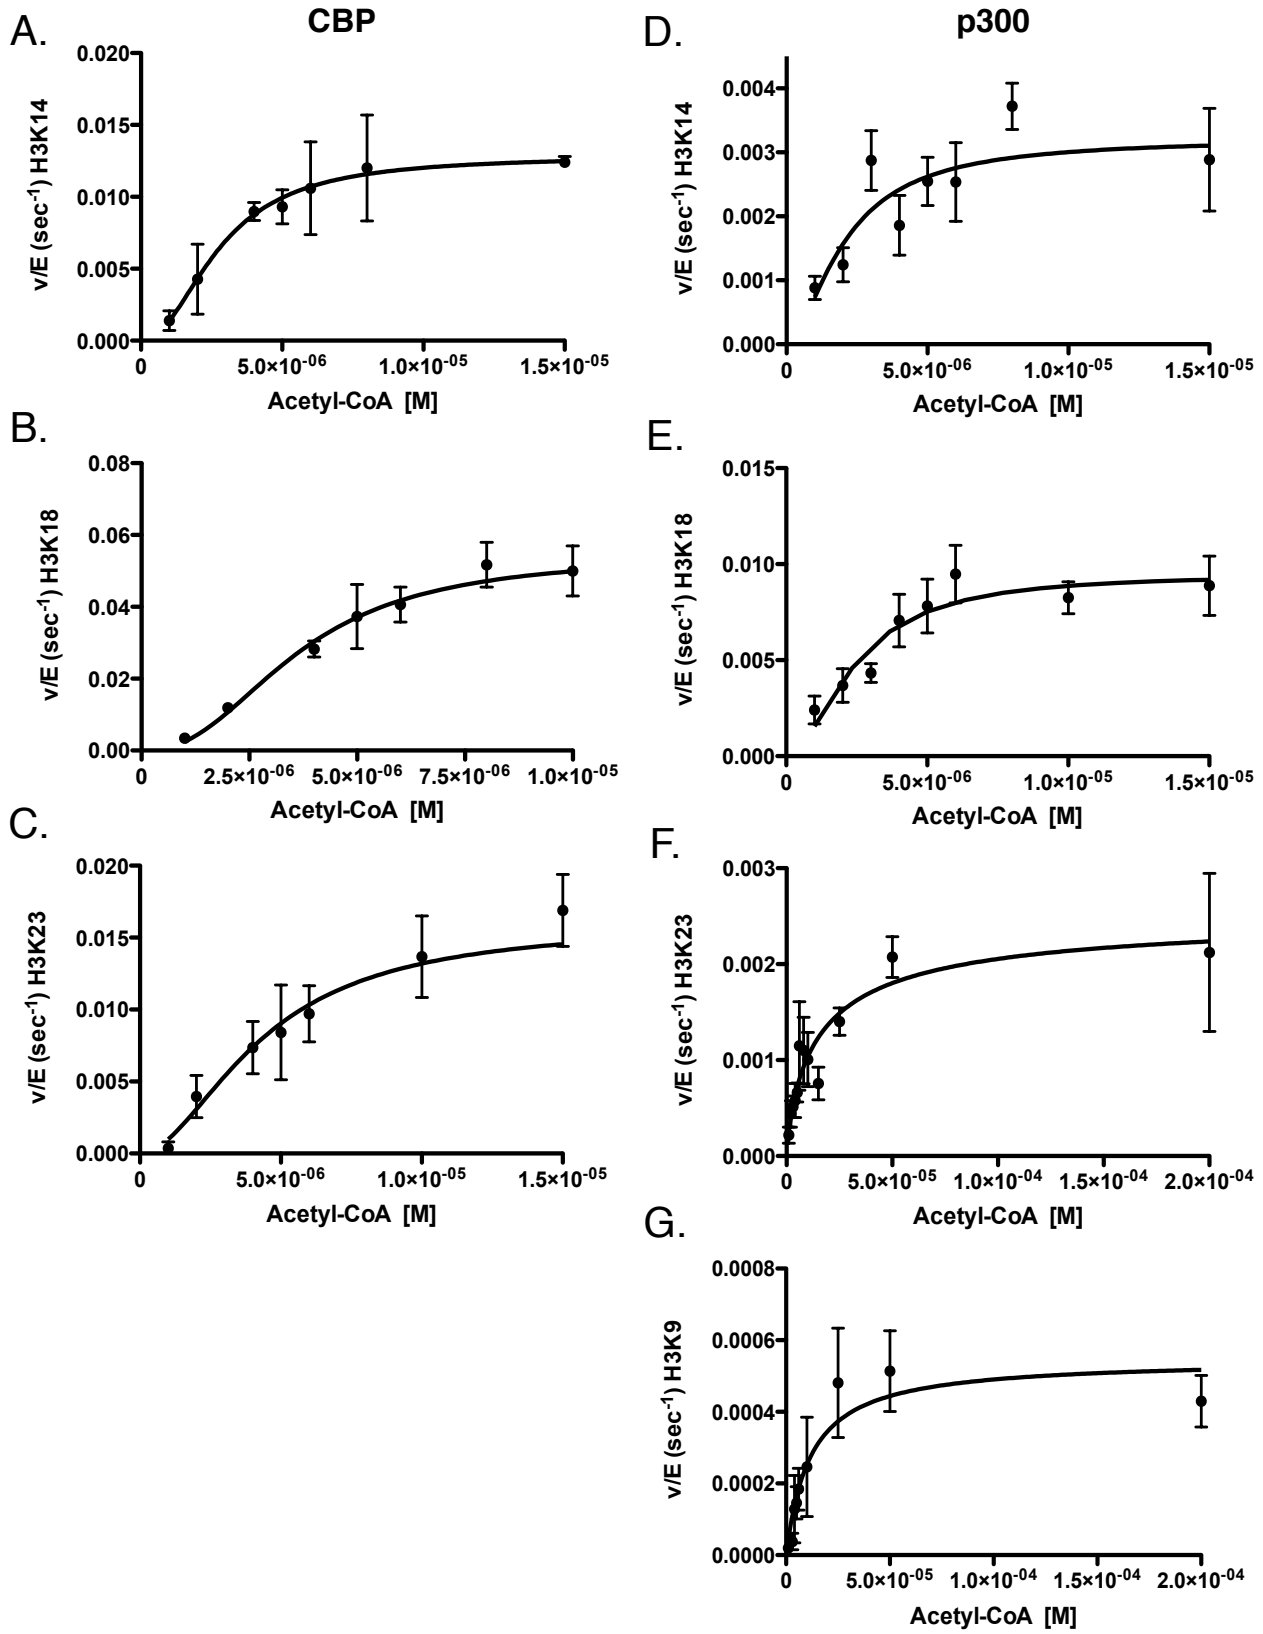 A.
CBP
0.020
0.015
0.010
0.005
0.000
v/E (sec⁻¹) H3K14
0
5.0×10⁻⁰⁶
1.0×10⁻⁰⁵
1.5×10⁻⁰⁵
Acetyl-CoA [M]
B.
0.08
0.06
0.04
0.02
0.00
v/E (sec⁻¹) H3K18
0
2.5×10⁻⁰⁶
5.0×10⁻⁰⁶
7.5×10⁻⁰⁶
1.0×10⁻⁰⁵
Acetyl-CoA [M]
C.
0.020
0.015
0.010
0.005
0.000
v/E (sec⁻¹) H3K23
0
5.0×10⁻⁰⁶
1.0×10⁻⁰⁵
1.5×10⁻⁰⁵
Acetyl-CoA [M]
D.
p300
0.004
0.003
0.002
0.001
0.000
v/E (sec⁻¹) H3K14
0
5.0×10⁻⁰⁶
1.0×10⁻⁰⁵
1.5×10⁻⁰⁵
Acetyl-CoA [M]
E.
0.015
0.010
0.005
0.000
v/E (sec⁻¹) H3K18
0
5.0×10⁻⁰⁶
1.0×10⁻⁰⁵
1.5×10⁻⁰⁵
Acetyl-CoA [M]
F.
0.003
0.002
0.001
0.000
v/E (sec⁻¹) H3K23
0
5.0×10⁻⁰⁵
1.0×10⁻⁰⁴
1.5×10⁻⁰⁴
2.0×10⁻⁰⁴
Acetyl-CoA [M]
G.
0.0008
0.0006
0.0004
0.0002
0.0000
v/E (sec⁻¹) H3K9
0
5.0×10⁻⁰⁵
1.0×10⁻⁰⁴
1.5×10⁻⁰⁴
2.0×10⁻⁰⁴
Acetyl-CoA [M]